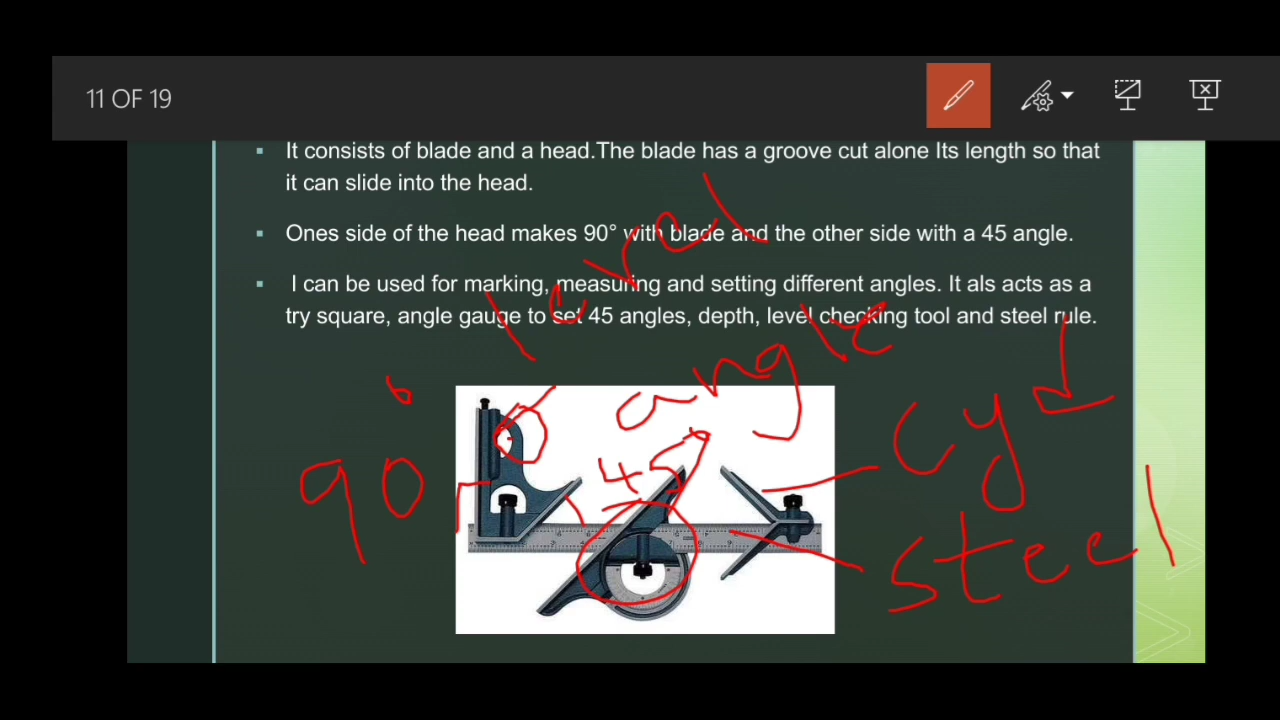 11 OF 19
It consists of blade and a head.The blade has a groove cut alone Its length so that
it can slide into the head.
Ones side of the head makes 90° with blade and the other side with a 45 angle.
I can be used for marking, measuring and setting different angles. It als acts as a
try square, angle gauge to set 45 angles, depth, level checking tool and steel rule.
level
angle
90°
45°
Cyd
steel